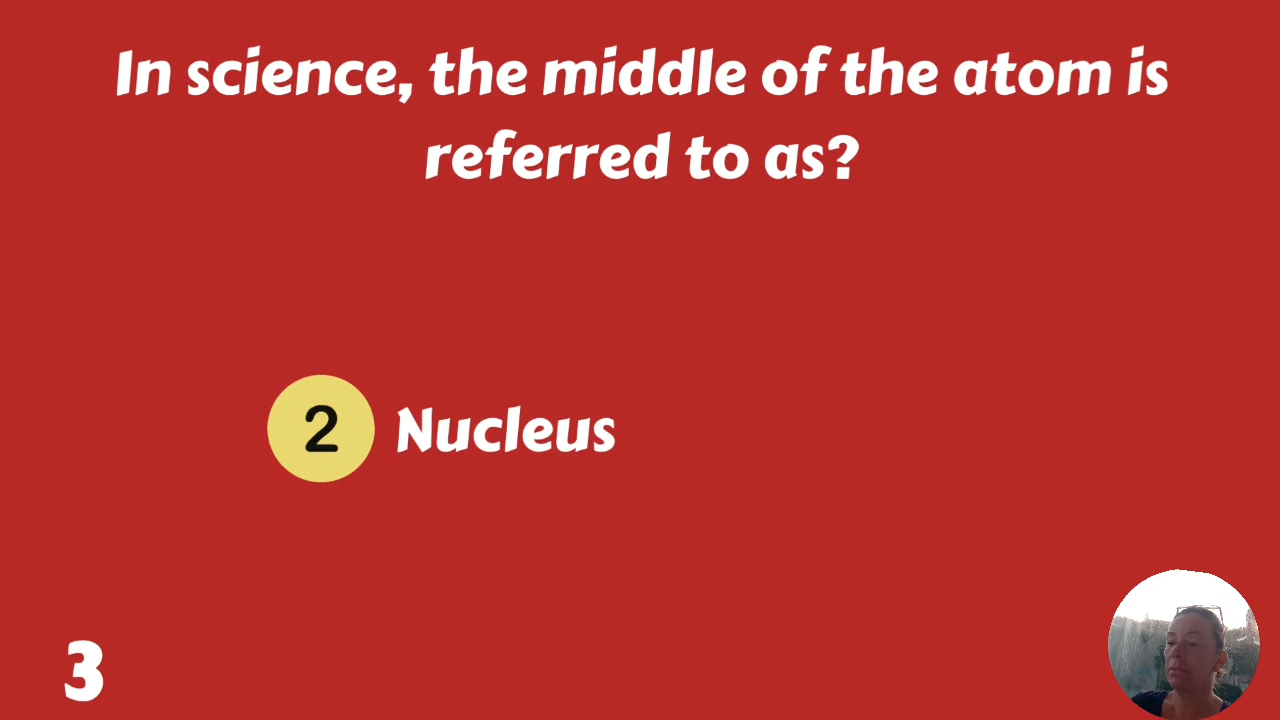 In science, the middle of the atom is
referred to as?
2 Nucleus
3